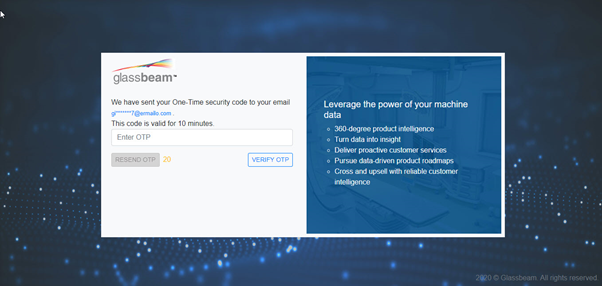 glassbeam™
We have sent your One-Time security code to your email
gl*******7@ermailo.com .
This code is valid for 10 minutes.
Enter OTP
RESEND OTP 20
VERIFY OTP
Leverage the power of your machine
data
360-degree product intelligence
Turn data into insight
Deliver proactive customer services
Pursue data-driven product roadmaps
Cross and upsell with reliable customer
intelligence
2020 © Glassbeam. All rights reserved.